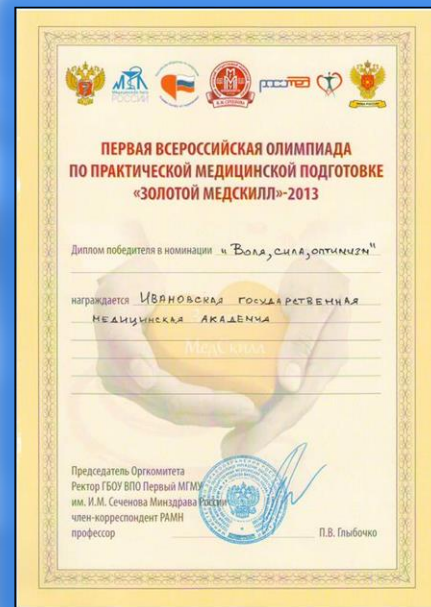 РОССИИ
ПЕРВАЯ ВСЕРОССИЙСКАЯ ОЛИМПИАДА
ПО ПРАКТИЧЕСКОЙ МЕДИЦИНСКОЙ ПОДГОТОВКЕ
«ЗОЛОТОЙ МЕДСКИЛЛ»-2013
Диплом победителя в номинации "Воля, сила, оптимизм"
награждается Ивановская государственная
медицинская академия
МЕДСКИЛЛ
Председатель Оргкомитета
Ректор ГБОУ ВПО Первый МГМУ
им. И.М. Сеченова Минздрава России
член-корреспондент РАМН
профессор П.В. Глыбочко